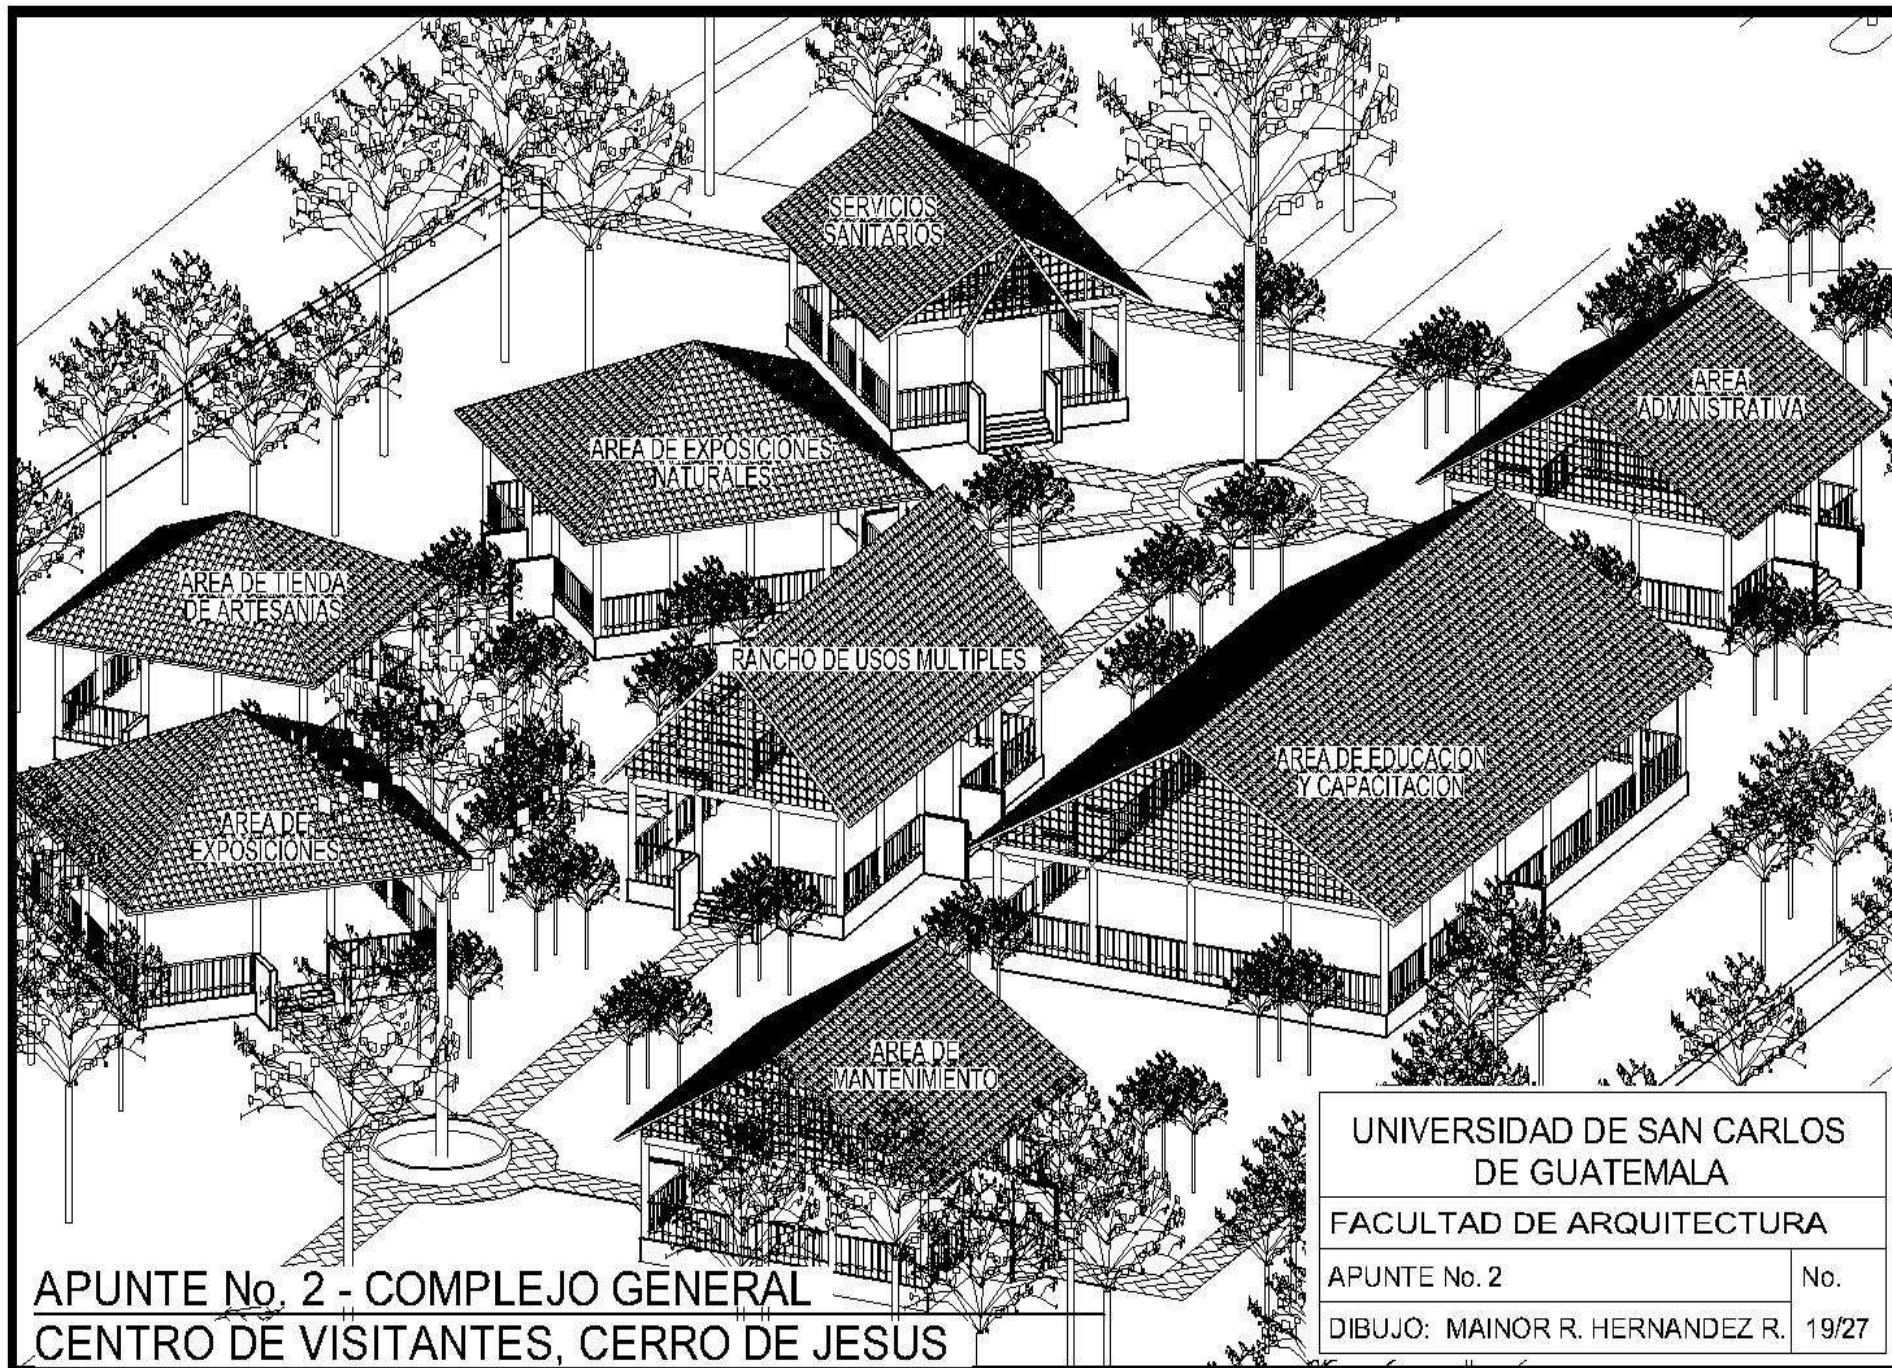 SERVICIOS
SANITARIOS
AREA
ADMINISTRATIVA
AREA DE EXPOSICIONES
NATURALES
AREA DE TIENDA
DE ARTESANIAS
RANCHO DE USOS MULTIPLES
AREA DE EDUCACION
Y CAPACITACION
AREA DE
EXPOSICIONES
AREA DE
MANTENIMIENTO
UNIVERSIDAD DE SAN CARLOS
DE GUATEMALA
FACULTAD DE ARQUITECTURA
APUNTE No. 2
No.
DIBUJO: MAINOR R. HERNANDEZ R.
19/27
APUNTE No. 2 - COMPLEJO GENERAL
CENTRO DE VISITANTES, CERRO DE JESUS